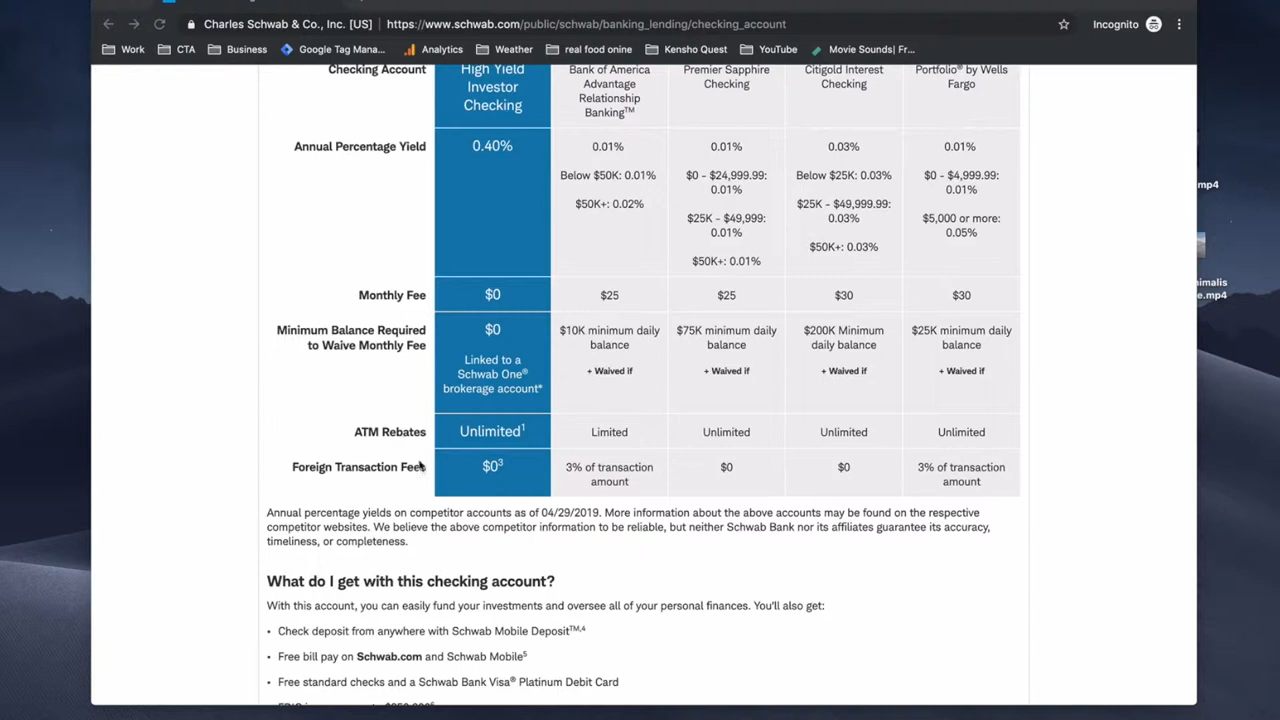 Charles Schwab & Co., Inc. [US] https://www.schwab.com/public/schwab/banking_lending/checking_account Incognito
Work CTA Business Google Tag Mana... Analytics Weather real food onine Kensho Quest YouTube Movie Sounds| Fr...
Checking Account
High Yield
Investor
Checking
Bank of America
Advantage
Relationship
Banking™
Premier Sapphire
Checking
Citigold Interest
Checking
Portfolio® by Wells
Fargo
Annual Percentage Yield
0.40%
0.01%
Below $50K: 0.01%
$50K+: 0.02%
0.01%
$0 - $24,999.99:
0.01%
$25K - $49,999:
0.01%
$50K+: 0.01%
0.03%
Below $25K: 0.03%
$25K - $49,999.99:
0.03%
$50K+: 0.03%
0.01%
$0 - $4,999.99:
0.01%
$5,000 or more:
0.05%
Monthly Fee
$0
$25
$25
$30
$30
Minimum Balance Required
to Waive Monthly Fee
$0
Linked to a
Schwab One®
brokerage account*
$10K minimum daily
balance
+ Waived if
$75K minimum daily
balance
+ Waived if
$200K Minimum
daily balance
+ Waived if
$25K minimum daily
balance
+ Waived if
ATM Rebates
Unlimited¹
Limited
Unlimited
Unlimited
Unlimited
Foreign Transaction Fees
$0³
3% of transaction
amount
$0
$0
3% of transaction
amount
Annual percentage yields on competitor accounts as of 04/29/2019. More information about the above accounts may be found on the respective
competitor websites. We believe the above competitor information to be reliable, but neither Schwab Bank nor its affiliates guarantee its accuracy,
timeliness, or completeness.
What do I get with this checking account?
With this account, you can easily fund your investments and oversee all of your personal finances. You'll also get:
• Check deposit from anywhere with Schwab Mobile Deposit™,⁴
• Free bill pay on Schwab.com and Schwab Mobile⁵
• Free standard checks and a Schwab Bank Visa® Platinum Debit Card
mp4
nimalis
e.mp4